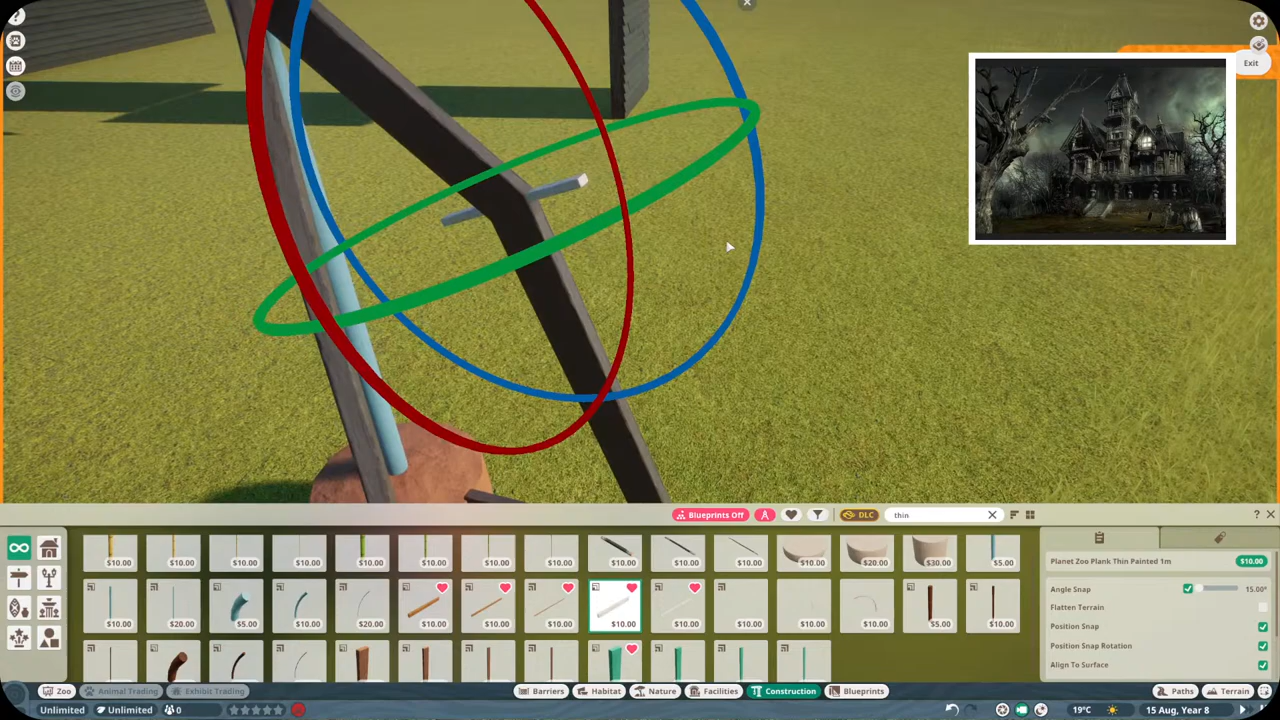 Exit
Blueprints Off
DLC
thin
?
$10.00 $10.00 $10.00 $10.00 $10.00 $10.00 $10.00 $10.00 $10.00 $10.00 $10.00 $10.00 $20.00 $30.00 $5.00
Planet Zoo Plank Thin Painted 1m $10.00
$10.00 $20.00 $5.00 $10.00 $20.00 $10.00 $10.00 $10.00 $10.00 $10.00 $10.00 $10.00 $10.00 $5.00 $10.00
Angle Snap 15.00°
Flatten Terrain
Position Snap
Position Snap Rotation
Align To Surface
Zoo Animal Trading Exhibit Trading Barriers Habitat Nature Facilities Construction Blueprints Paths Terrain
Unlimited Unlimited 0 19°C 15 Aug, Year 8